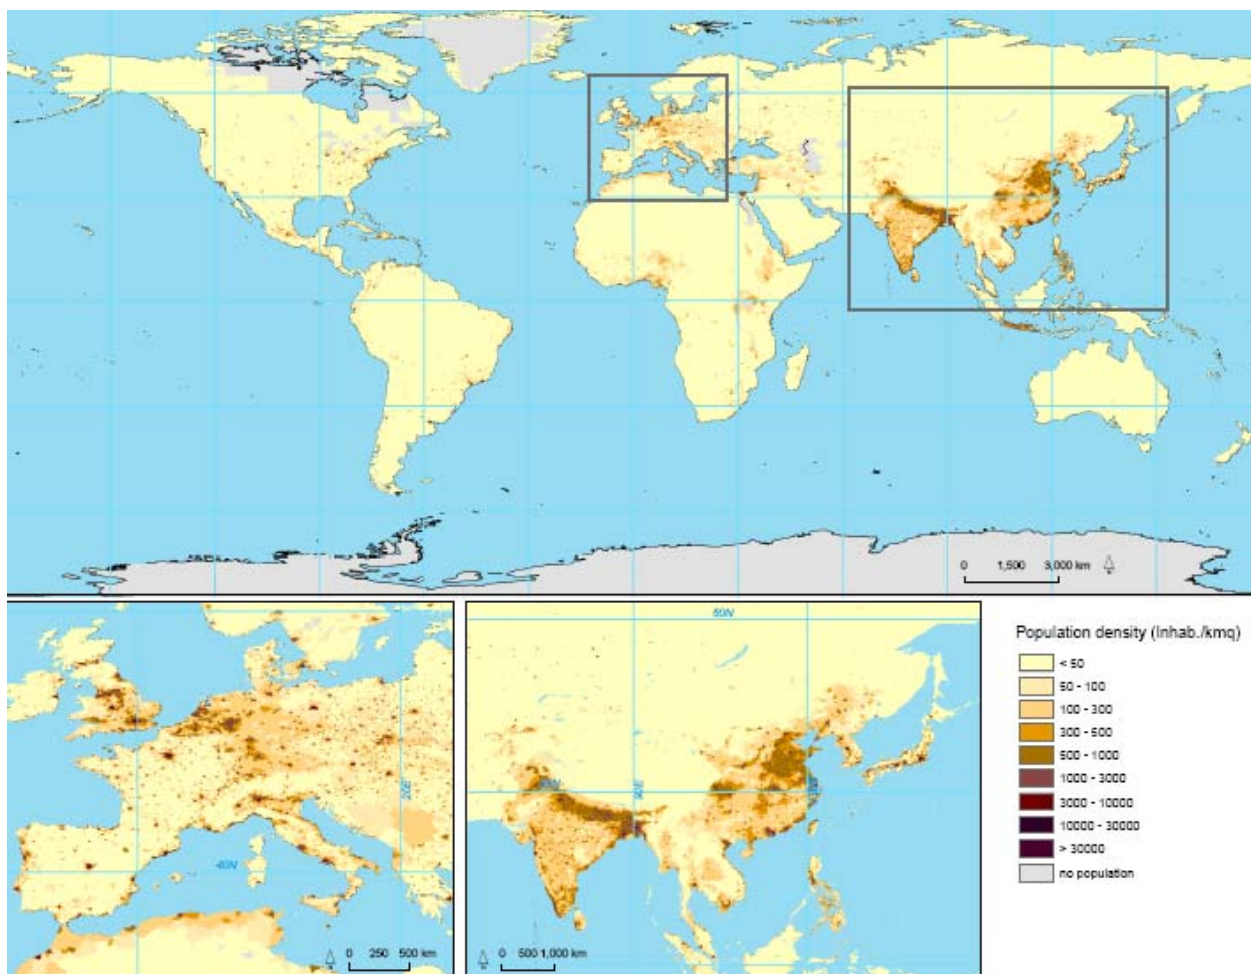 0 1,500 3,000 km
60N
Population density (Inhab./kmq)
< 50
50 - 100
100 - 300
300 - 500
500 - 1000
1000 - 3000
3000 - 10000
10000 - 30000
> 30000
no population
20E
90E
40N
0 250 500 km
0 500 1,000 km